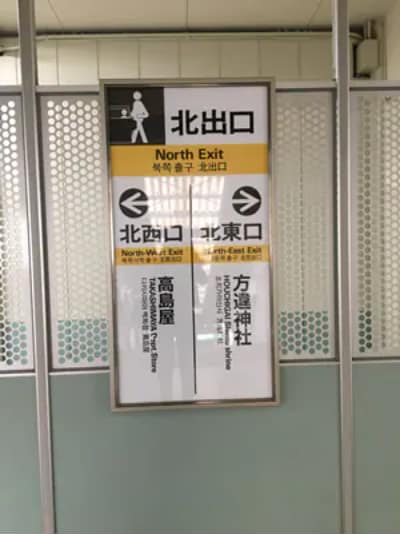 北出口
North Exit
북쪽 출구 北出口
北西口
North-West Exit
北東口
North-East Exit
高島屋
TAKASHIMAYA Dept. Store
方違神社
HOUCHIGAI Shinto shrine